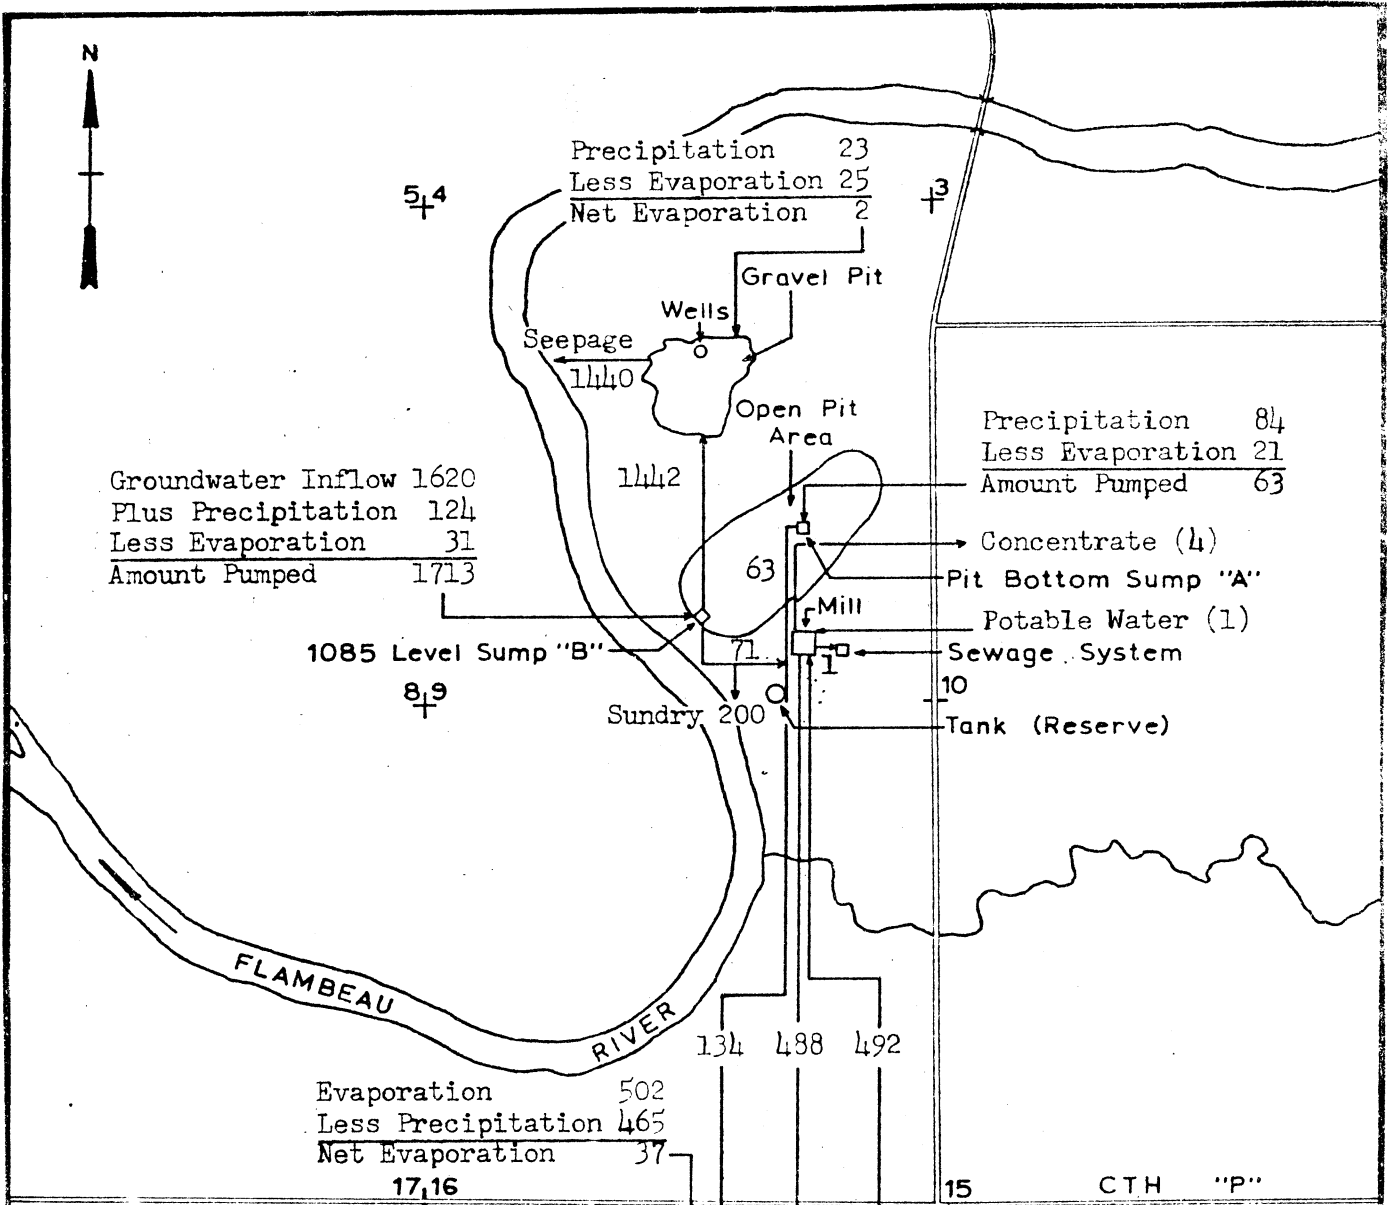 N
Precipitation 23
Less Evaporation 25
Net Evaporation 2
5 4
3
Gravel Pit
Wells
Seepage
1440
Open Pit
Area
Precipitation 84
Less Evaporation 21
Amount Pumped 63
Groundwater Inflow 1620
Plus Precipitation 124
Less Evaporation 31
Amount Pumped 1713
1442
Concentrate (4)
63
Pit Bottom Sump "A"
Mill
Potable Water (1)
1085 Level Sump "B"
71
1
Sewage System
8 9
10
Sundry 200
Tank (Reserve)
FLAMBEAU
RIVER
134 488 492
Evaporation 502
Less Precipitation 465
Net Evaporation 37
17 16
15
CTH "P"